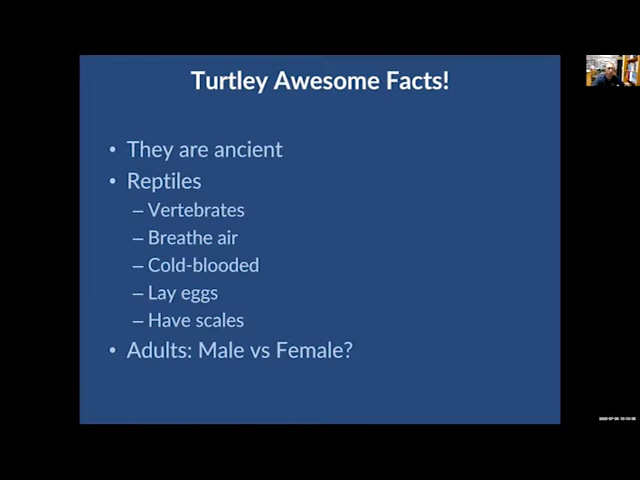 Turtley Awesome Facts!
• They are ancient
• Reptiles
– Vertebrates
– Breathe air
– Cold-blooded
– Lay eggs
– Have scales
• Adults: Male vs Female?